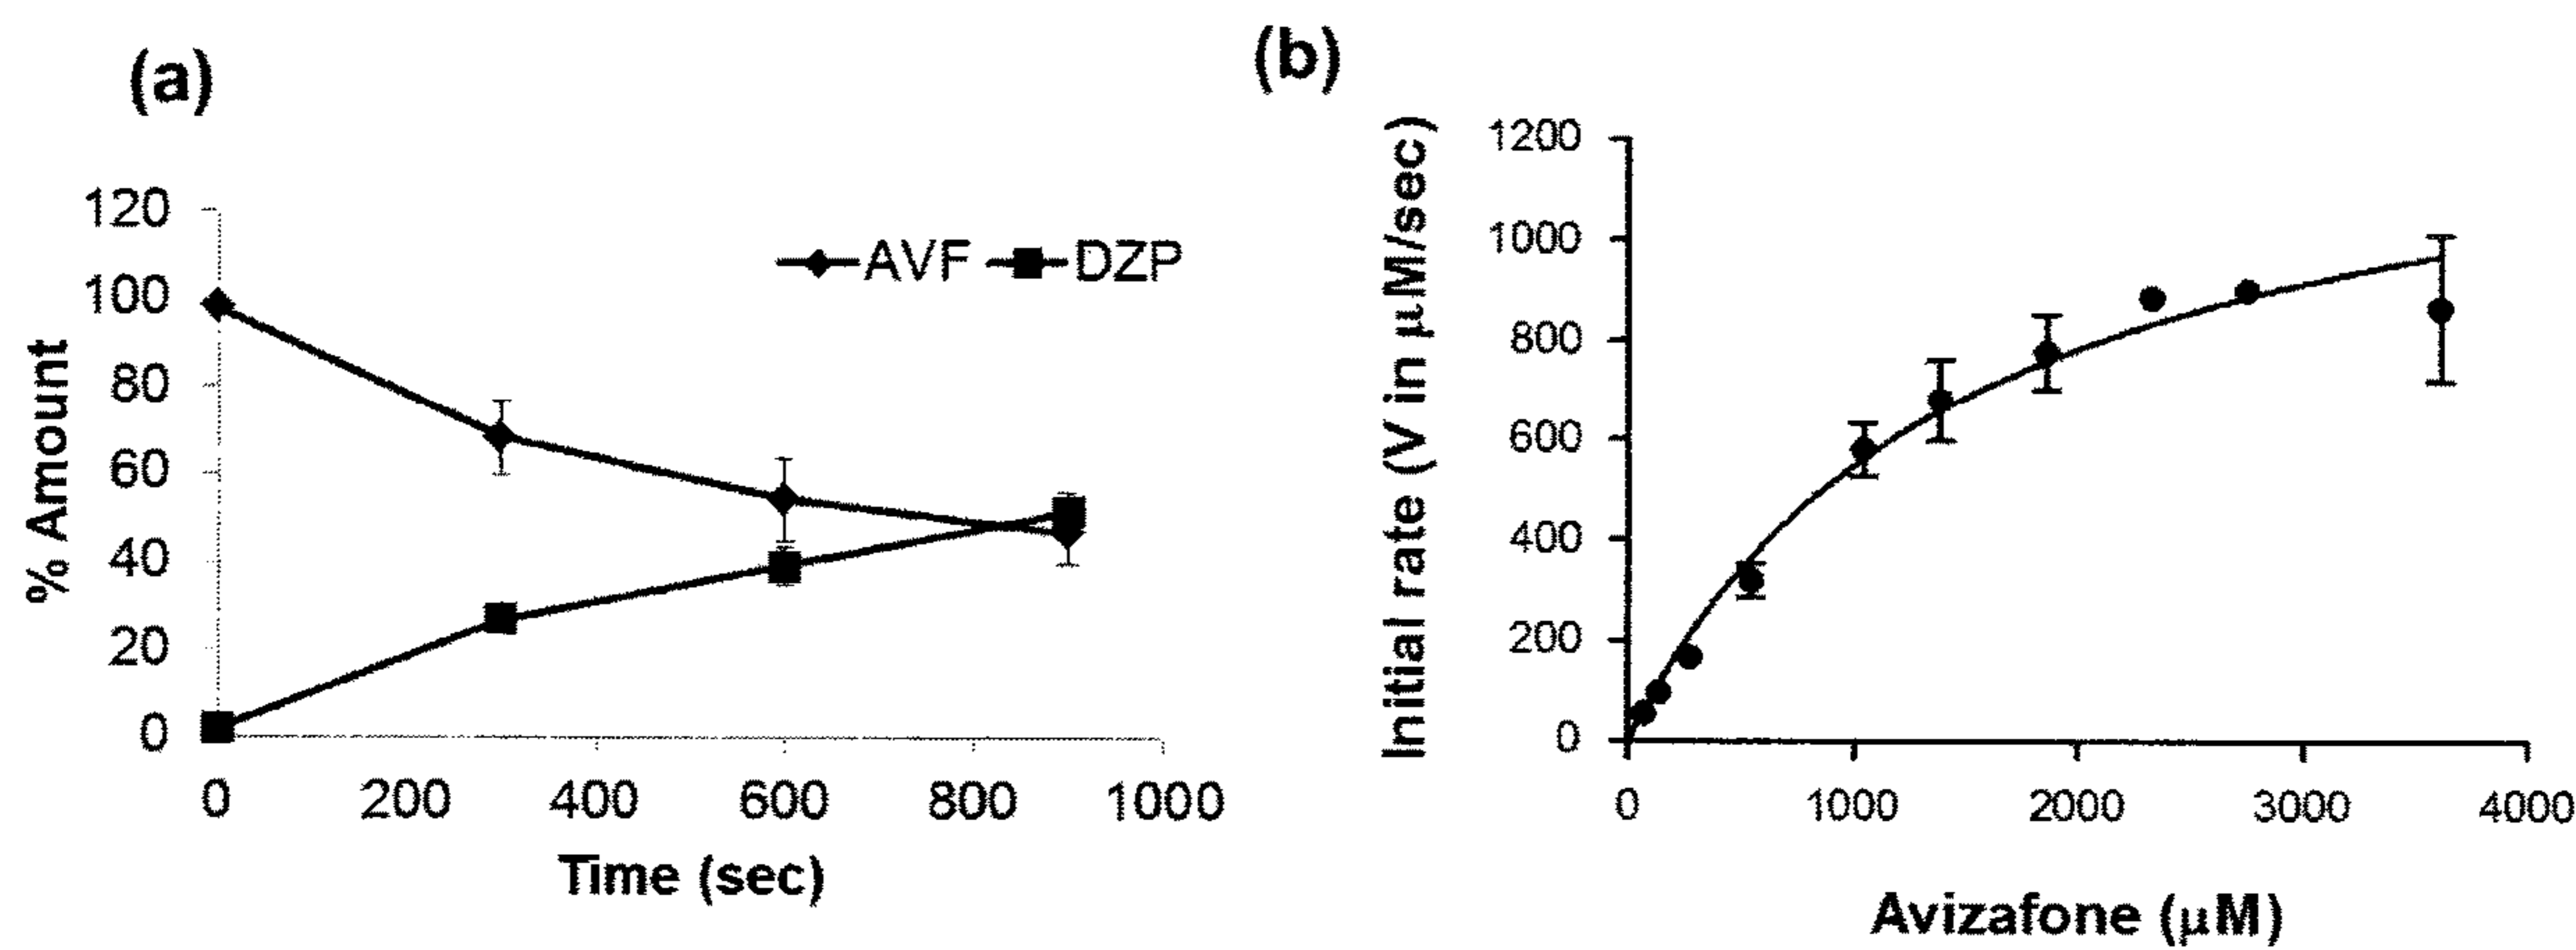 (a)
120
100
80
60
40
20
0
% Amount
AVF DZP
0 200 400 600 800 1000
Time (sec)
(b)
1200
1000
800
600
400
200
0
Initial rate (V in μM/sec)
0 1000 2000 3000 4000
Avizafone (μM)